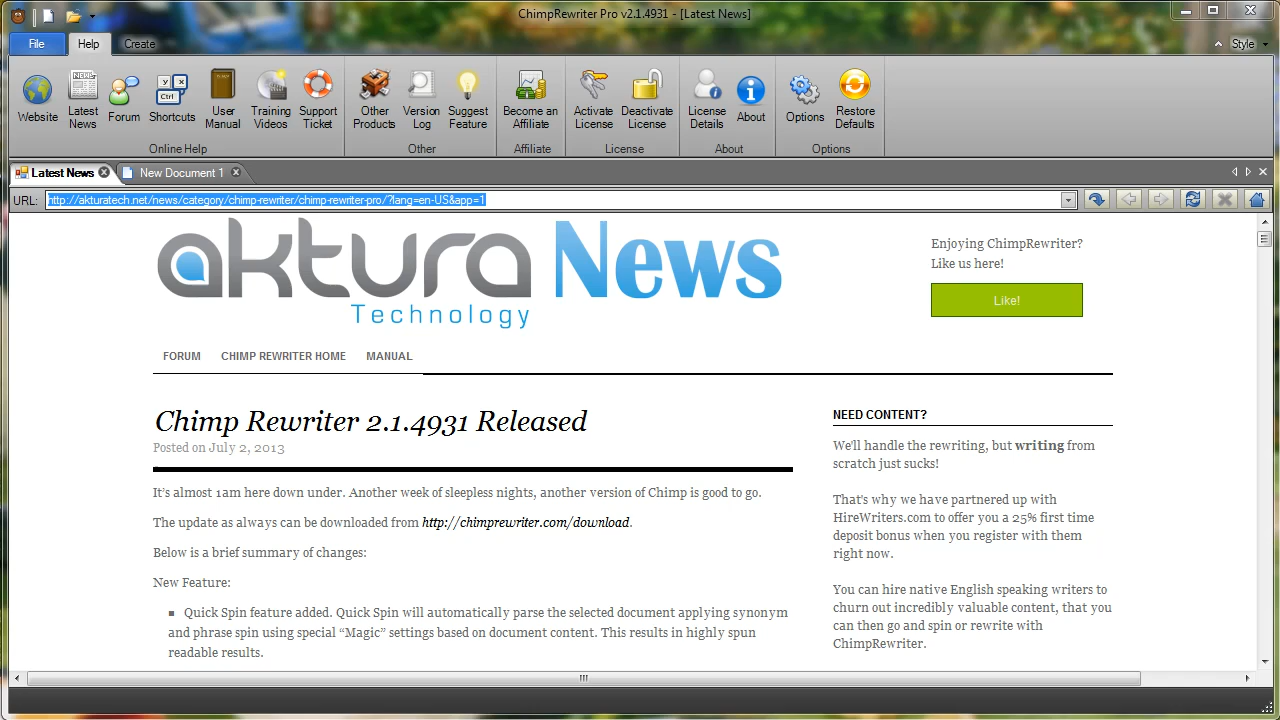 ChimpRewriter Pro v2.1.4931 - [Latest News]
File Help Create Style
Website
Latest News
Forum
Shortcuts
User Manual
Training Videos
Support Ticket
Other Products
Version Log
Suggest Feature
Become an Affiliate
Activate License
Deactivate License
License Details
About
Options
Restore Defaults
Online Help Other Affiliate License About Options
Latest News New Document 1
URL: http://akturatech.net/news/category/chimp-rewriter/chimp-rewriter-pro/?lang=en-US&app=1
aktura News
Technology
Enjoying ChimpRewriter?
Like us here!
Like!
FORUM CHIMP REWRITER HOME MANUAL
Chimp Rewriter 2.1.4931 Released
Posted on July 2, 2013
It's almost 1am here down under. Another week of sleepless nights, another version of Chimp is good to go.
The update as always can be downloaded from http://chimprewriter.com/download.
Below is a brief summary of changes:
New Feature:
Quick Spin feature added. Quick Spin will automatically parse the selected document applying synonym
and phrase spin using special “Magic” settings based on document content. This results in highly spun
readable results.
NEED CONTENT?
We'll handle the rewriting, but writing from
scratch just sucks!
That's why we have partnered up with
HireWriters.com to offer you a 25% first time
deposit bonus when you register with them
right now.
You can hire native English speaking writers to
churn out incredibly valuable content, that you
can then go and spin or rewrite with
ChimpRewriter.